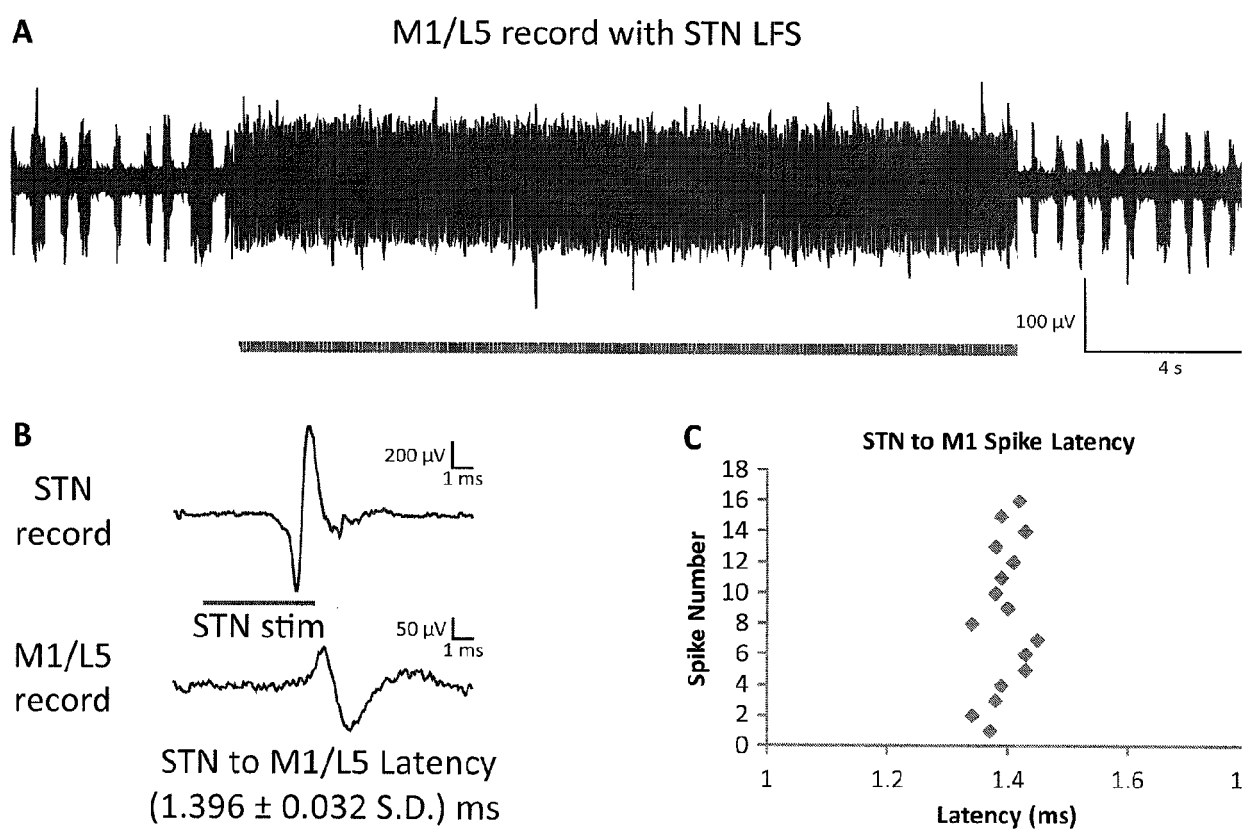 A
M1/L5 record with STN LFS
100 µV
4 s
B
STN
record
200 µV
1 ms
STN stim
M1/L5
record
50 µV
1 ms
STN to M1/L5 Latency
(1.396 ± 0.032 S.D.) ms
C
STN to M1 Spike Latency
Spike Number
18
16
14
12
10
8
6
4
2
0
1
1.2
1.4
1.6
1
Latency (ms)